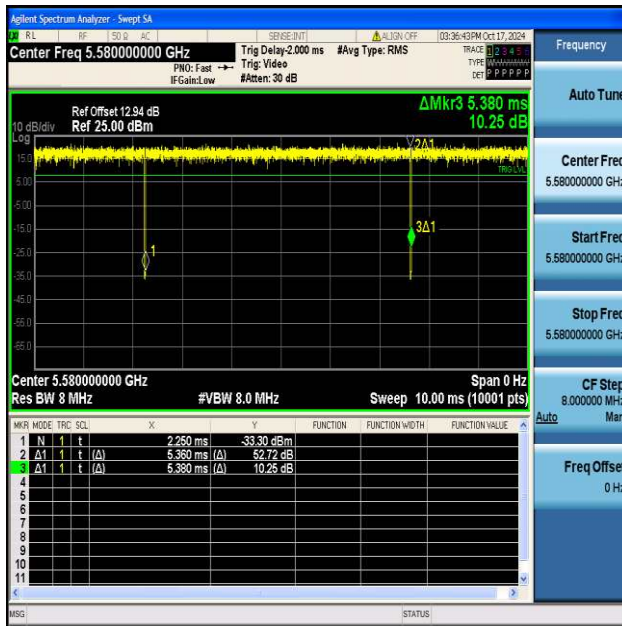 Agilent Spectrum Analyzer - Swept SA
RL RF 50 Ω AC SENSE:INT ALIGN OFF 03:36:43PM Oct 17, 2024
Center Freq 5.580000000 GHz
PNO: Fast
IFGain:Low
Trig Delay-2.000 ms
Trig: Video
#Atten: 30 dB
#Avg Type: RMS
TRACE 1 2 3 4 5 6
TYPE
DET P P P P P P
Ref Offset 12.94 dB
10 dB/div Ref 25.00 dBm
Log
ΔMkr3 5.380 ms
10.25 dB
15.0
5.00
-5.00
-15.0
-25.0
-35.0
-45.0
-55.0
-65.0
2Δ1
TRIG LVL
3Δ1
1
Center 5.580000000 GHz Span 0 Hz
Res BW 8 MHz #VBW 8.0 MHz Sweep 10.00 ms (10001 pts)
MKR MODE TRC SCL X Y FUNCTION FUNCTION WIDTH FUNCTION VALUE
1 N 1 t 2.250 ms -33.30 dBm
2 Δ1 1 t (Δ) 5.360 ms (Δ) 52.72 dB
3 Δ1 1 t (Δ) 5.380 ms (Δ) 10.25 dB
4
5
6
7
8
9
10
11
MSG STATUS
Frequency
Auto Tune
Center Freq
5.580000000 GHz
Start Freq
5.580000000 GHz
Stop Freq
5.580000000 GHz
CF Step
8.000000 MHz
Auto Man
Freq Offset
0 Hz